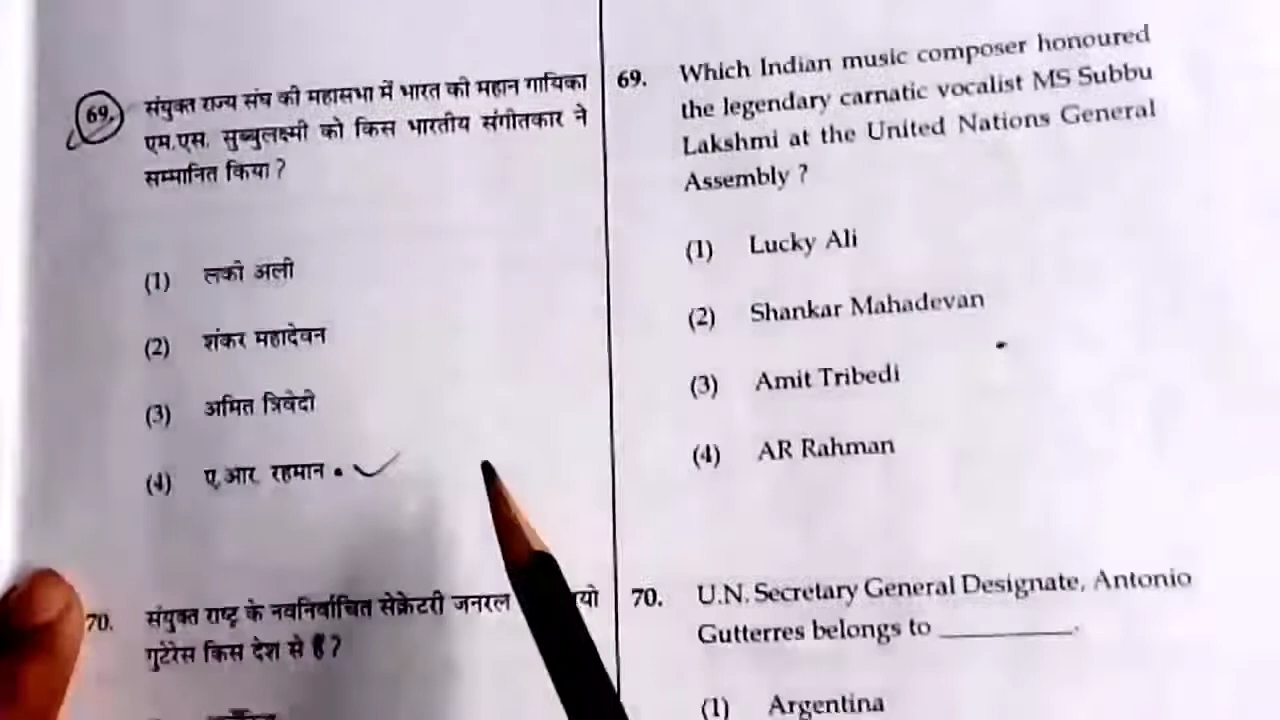 69. संयुक्त राज्य संघ की महासभा में भारत की महान गायिका
एम.एस. सुब्बुलक्ष्मी को किस भारतीय संगीतकार ने
सम्मानित किया ?
(1) लकी अली
(2) शंकर महादेवन
(3) अमित त्रिवेदी
(4) ए.आर. रहमान
70. संयुक्त राष्ट्र के नवनिर्वाचित सेक्रेटरी जनरल
गुटेरेस किस देश से हैं ?
69. Which Indian music composer honoured
the legendary carnatic vocalist MS Subbu
Lakshmi at the United Nations General
Assembly ?
(1) Lucky Ali
(2) Shankar Mahadevan
(3) Amit Tribedi
(4) AR Rahman
70. U.N. Secretary General Designate, Antonio
Gutterres belongs to __________.
(1) Argentina